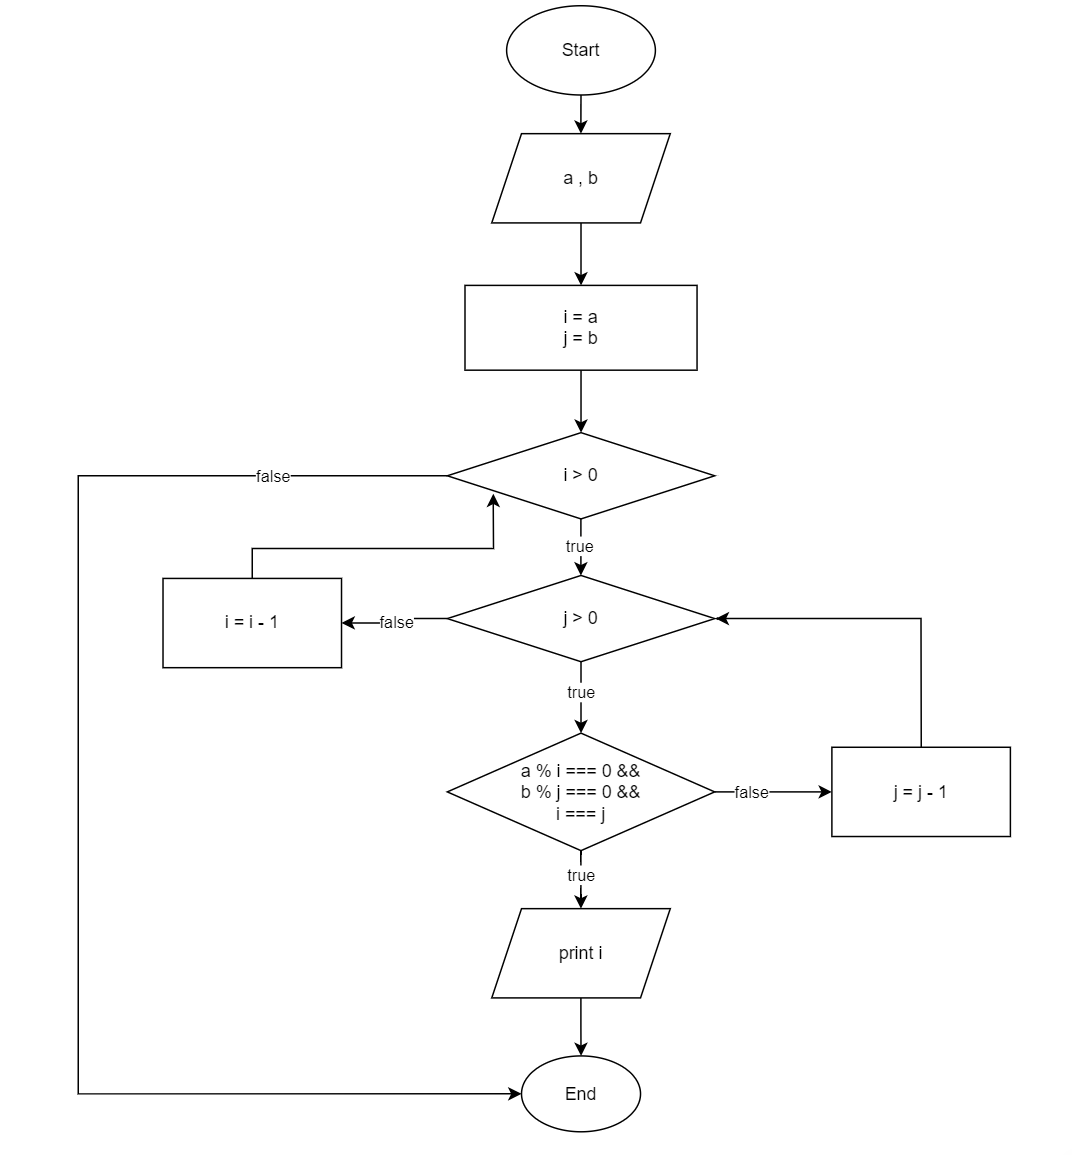 Start
a , b
i = a
j = b
i > 0
false
true
i = i - 1
false
j > 0
true
a % i === 0 &&
b % j === 0 &&
i === j
false
j = j - 1
true
print i
End